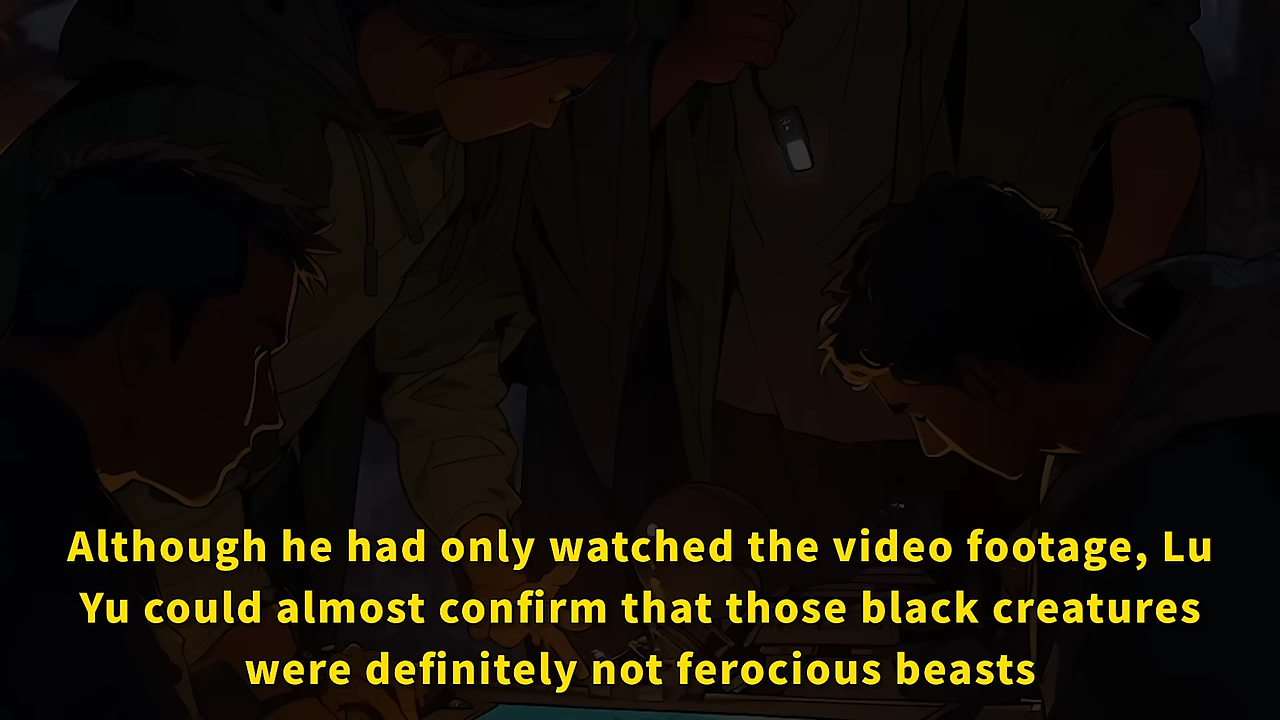 Although he had only watched the video footage, Lu
Yu could almost confirm that those black creatures
were definitely not ferocious beasts